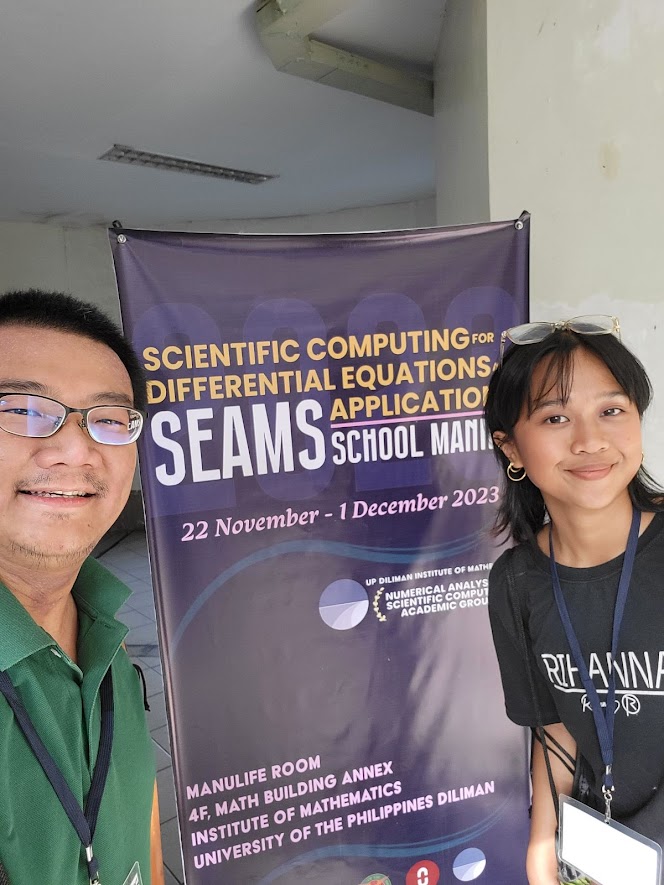 2023
SCIENTIFIC COMPUTING FOR
DIFFERENTIAL EQUATIONS
APPLICATION
SEAMS SCHOOL MANI
22 November - 1 December 2023
UP DILIMAN INSTITUTE OF MATHE
NUMERICAL ANALYS
SCIENTIFIC COMPUT
ACADEMIC GROU
MANULIFE ROOM
4F, MATH BUILDING ANNEX
INSTITUTE OF MATHEMATICS
UNIVERSITY OF THE PHILIPPINES DILIMAN
RIHANNA